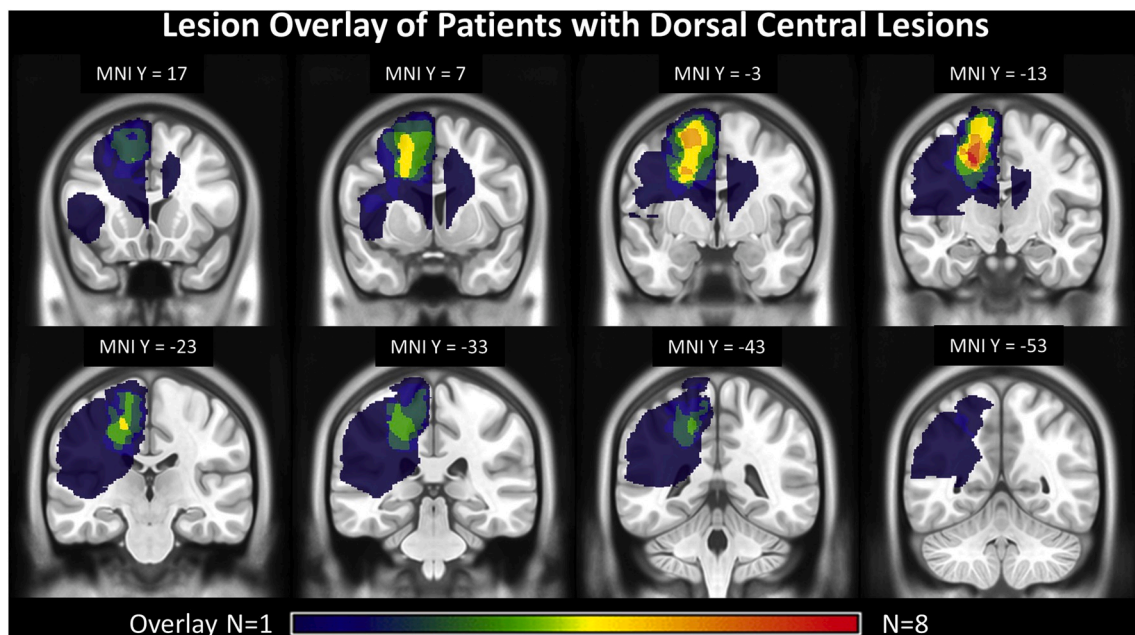 Lesion Overlay of Patients with Dorsal Central Lesions
MNI Y = 17
MNI Y = 7
MNI Y = -3
MNI Y = -13
MNI Y = -23
MNI Y = -33
MNI Y = -43
MNI Y = -53
Overlay N=1
N=8